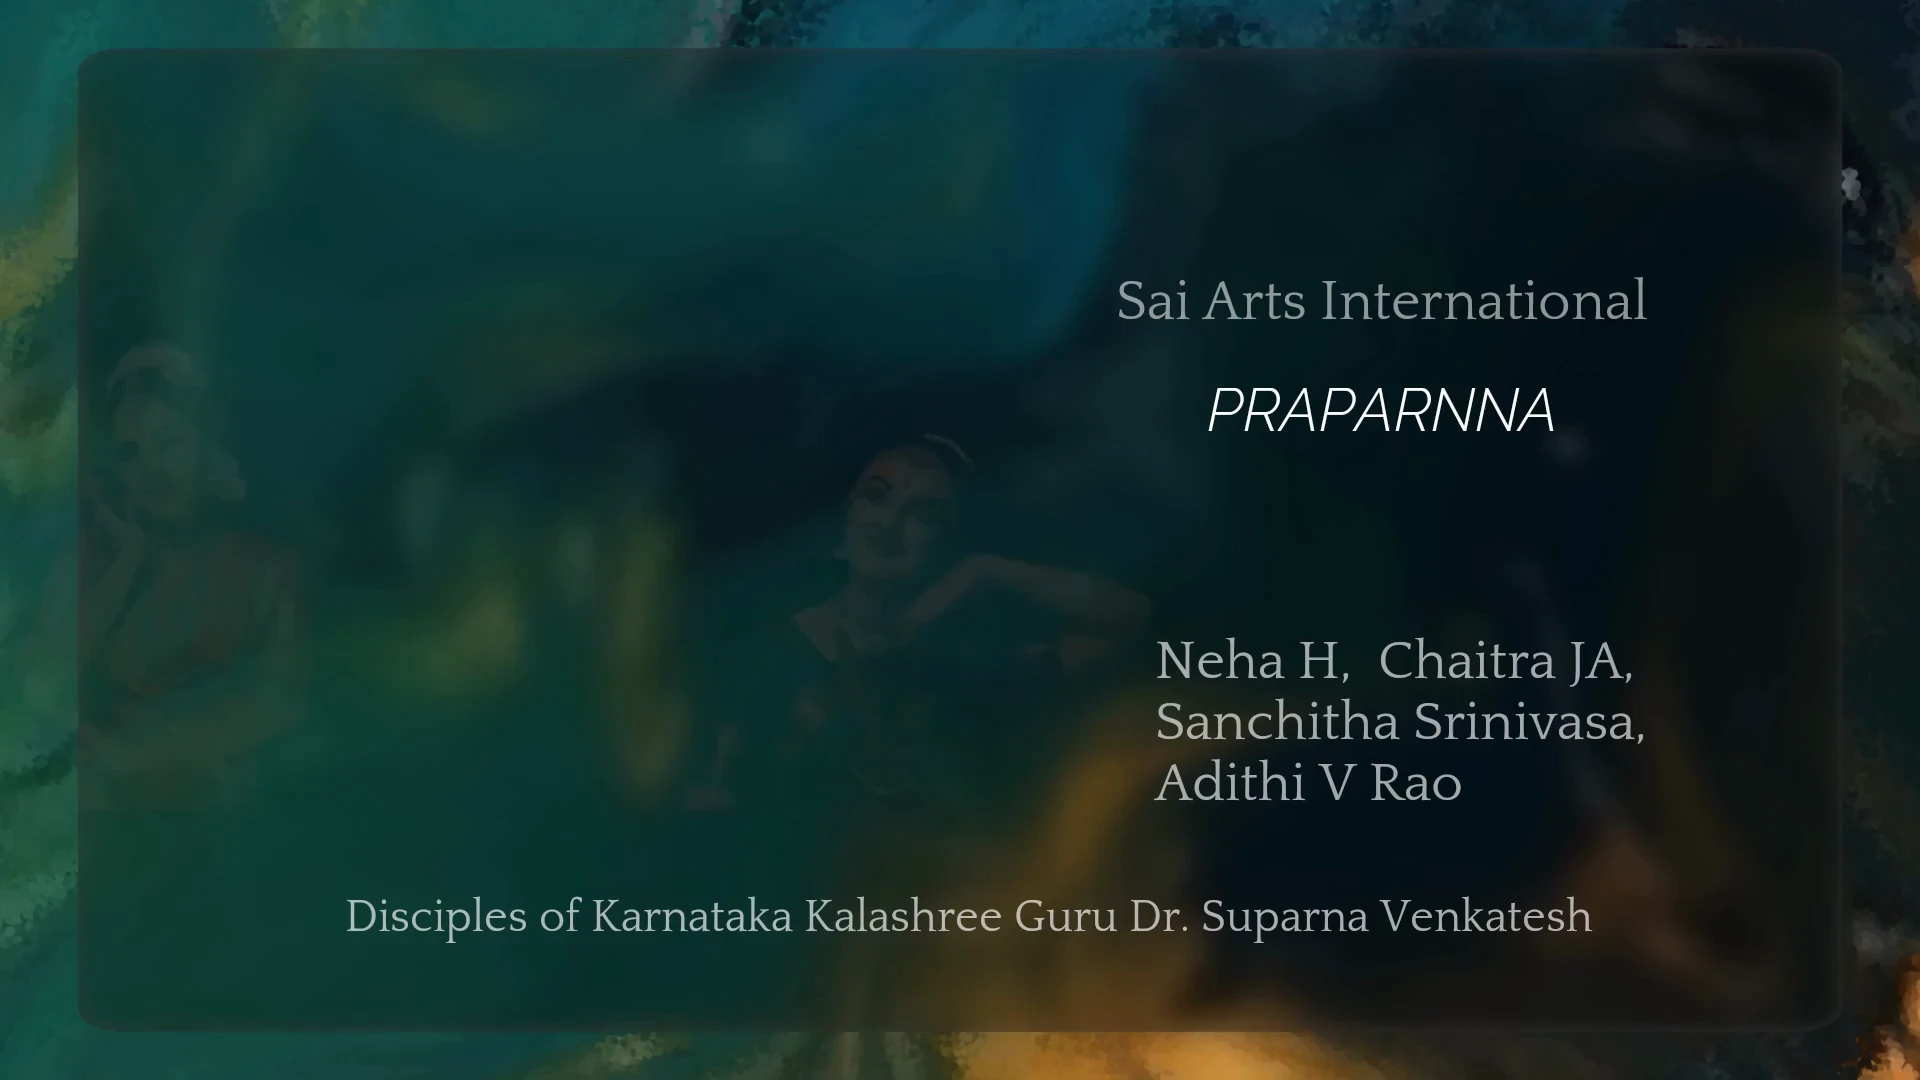 Sai Arts International
PRAPARNNA
Neha H, Chaitra JA,
Sanchitha Srinivasa,
Adithi V Rao
Disciples of Karnataka Kalashree Guru Dr. Suparna Venkatesh